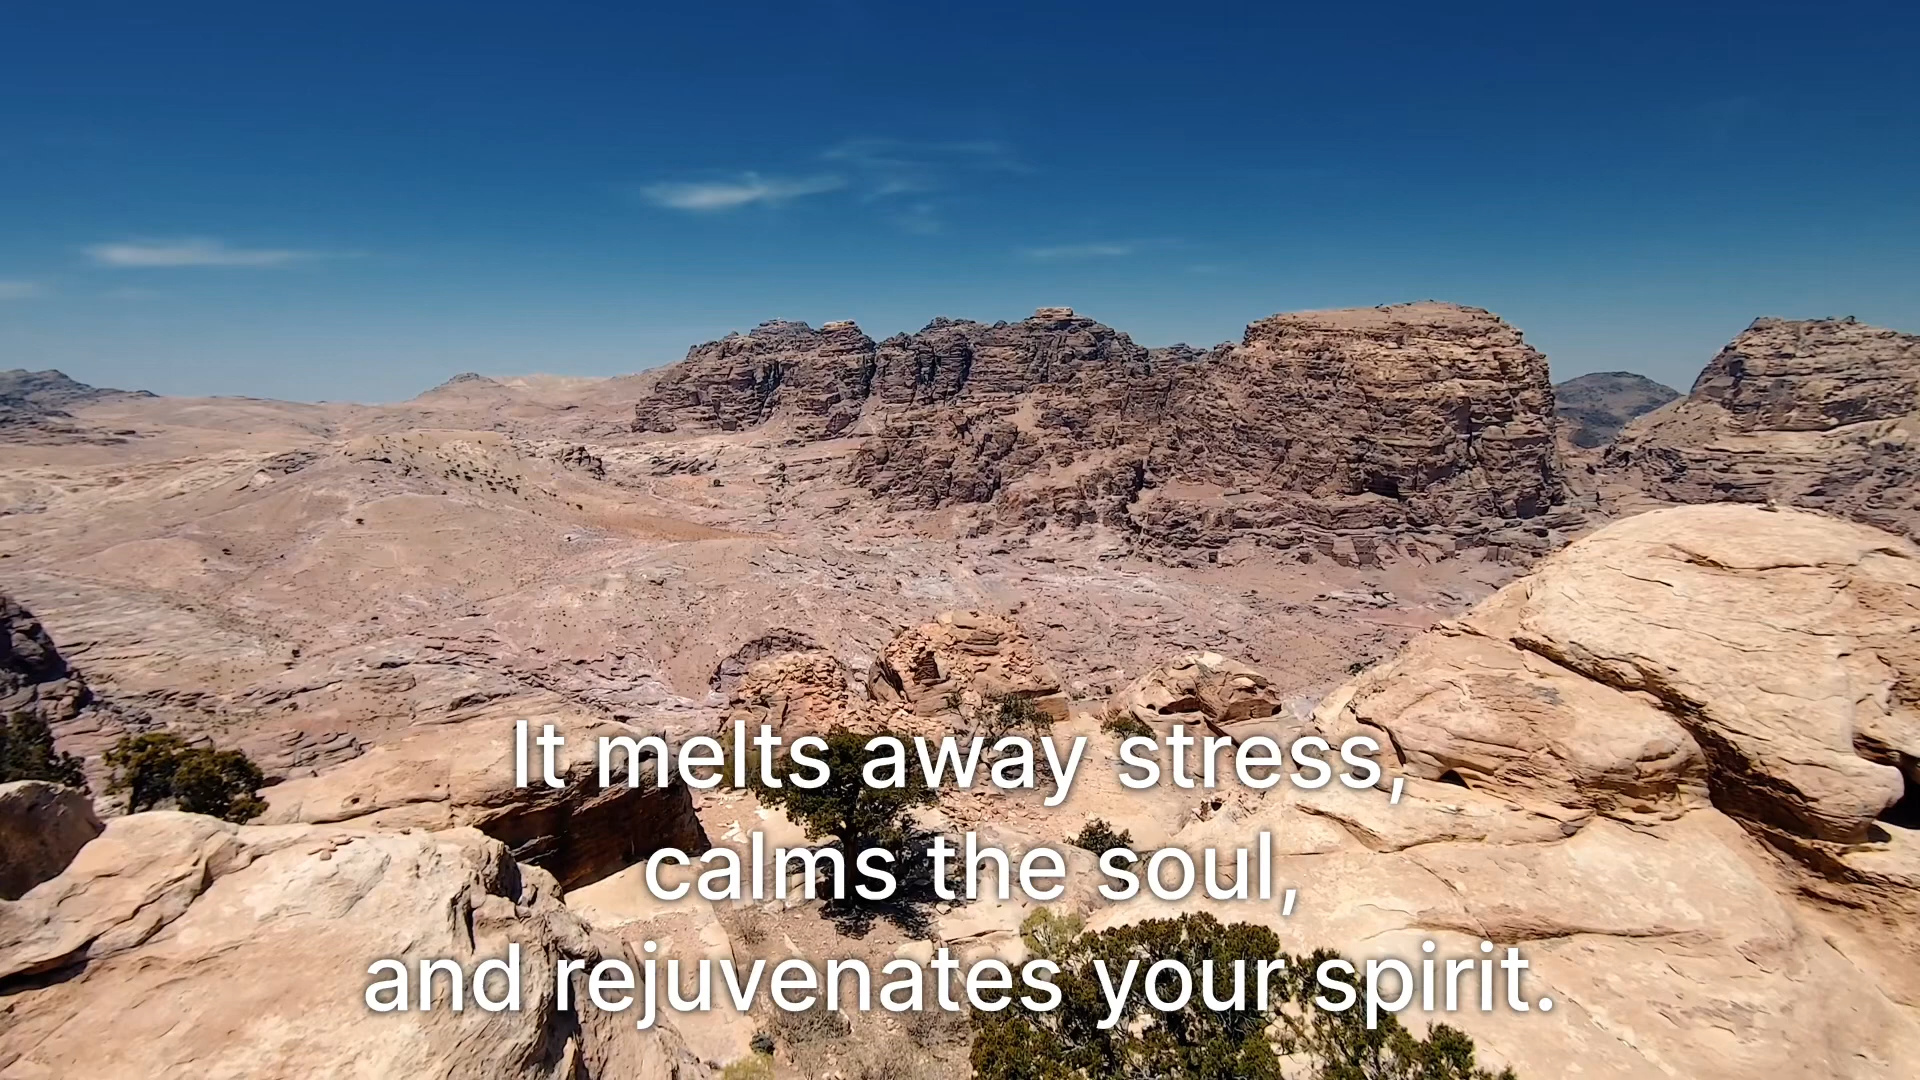 It melts away stress,
calms the soul,
and rejuvenates your spirit.